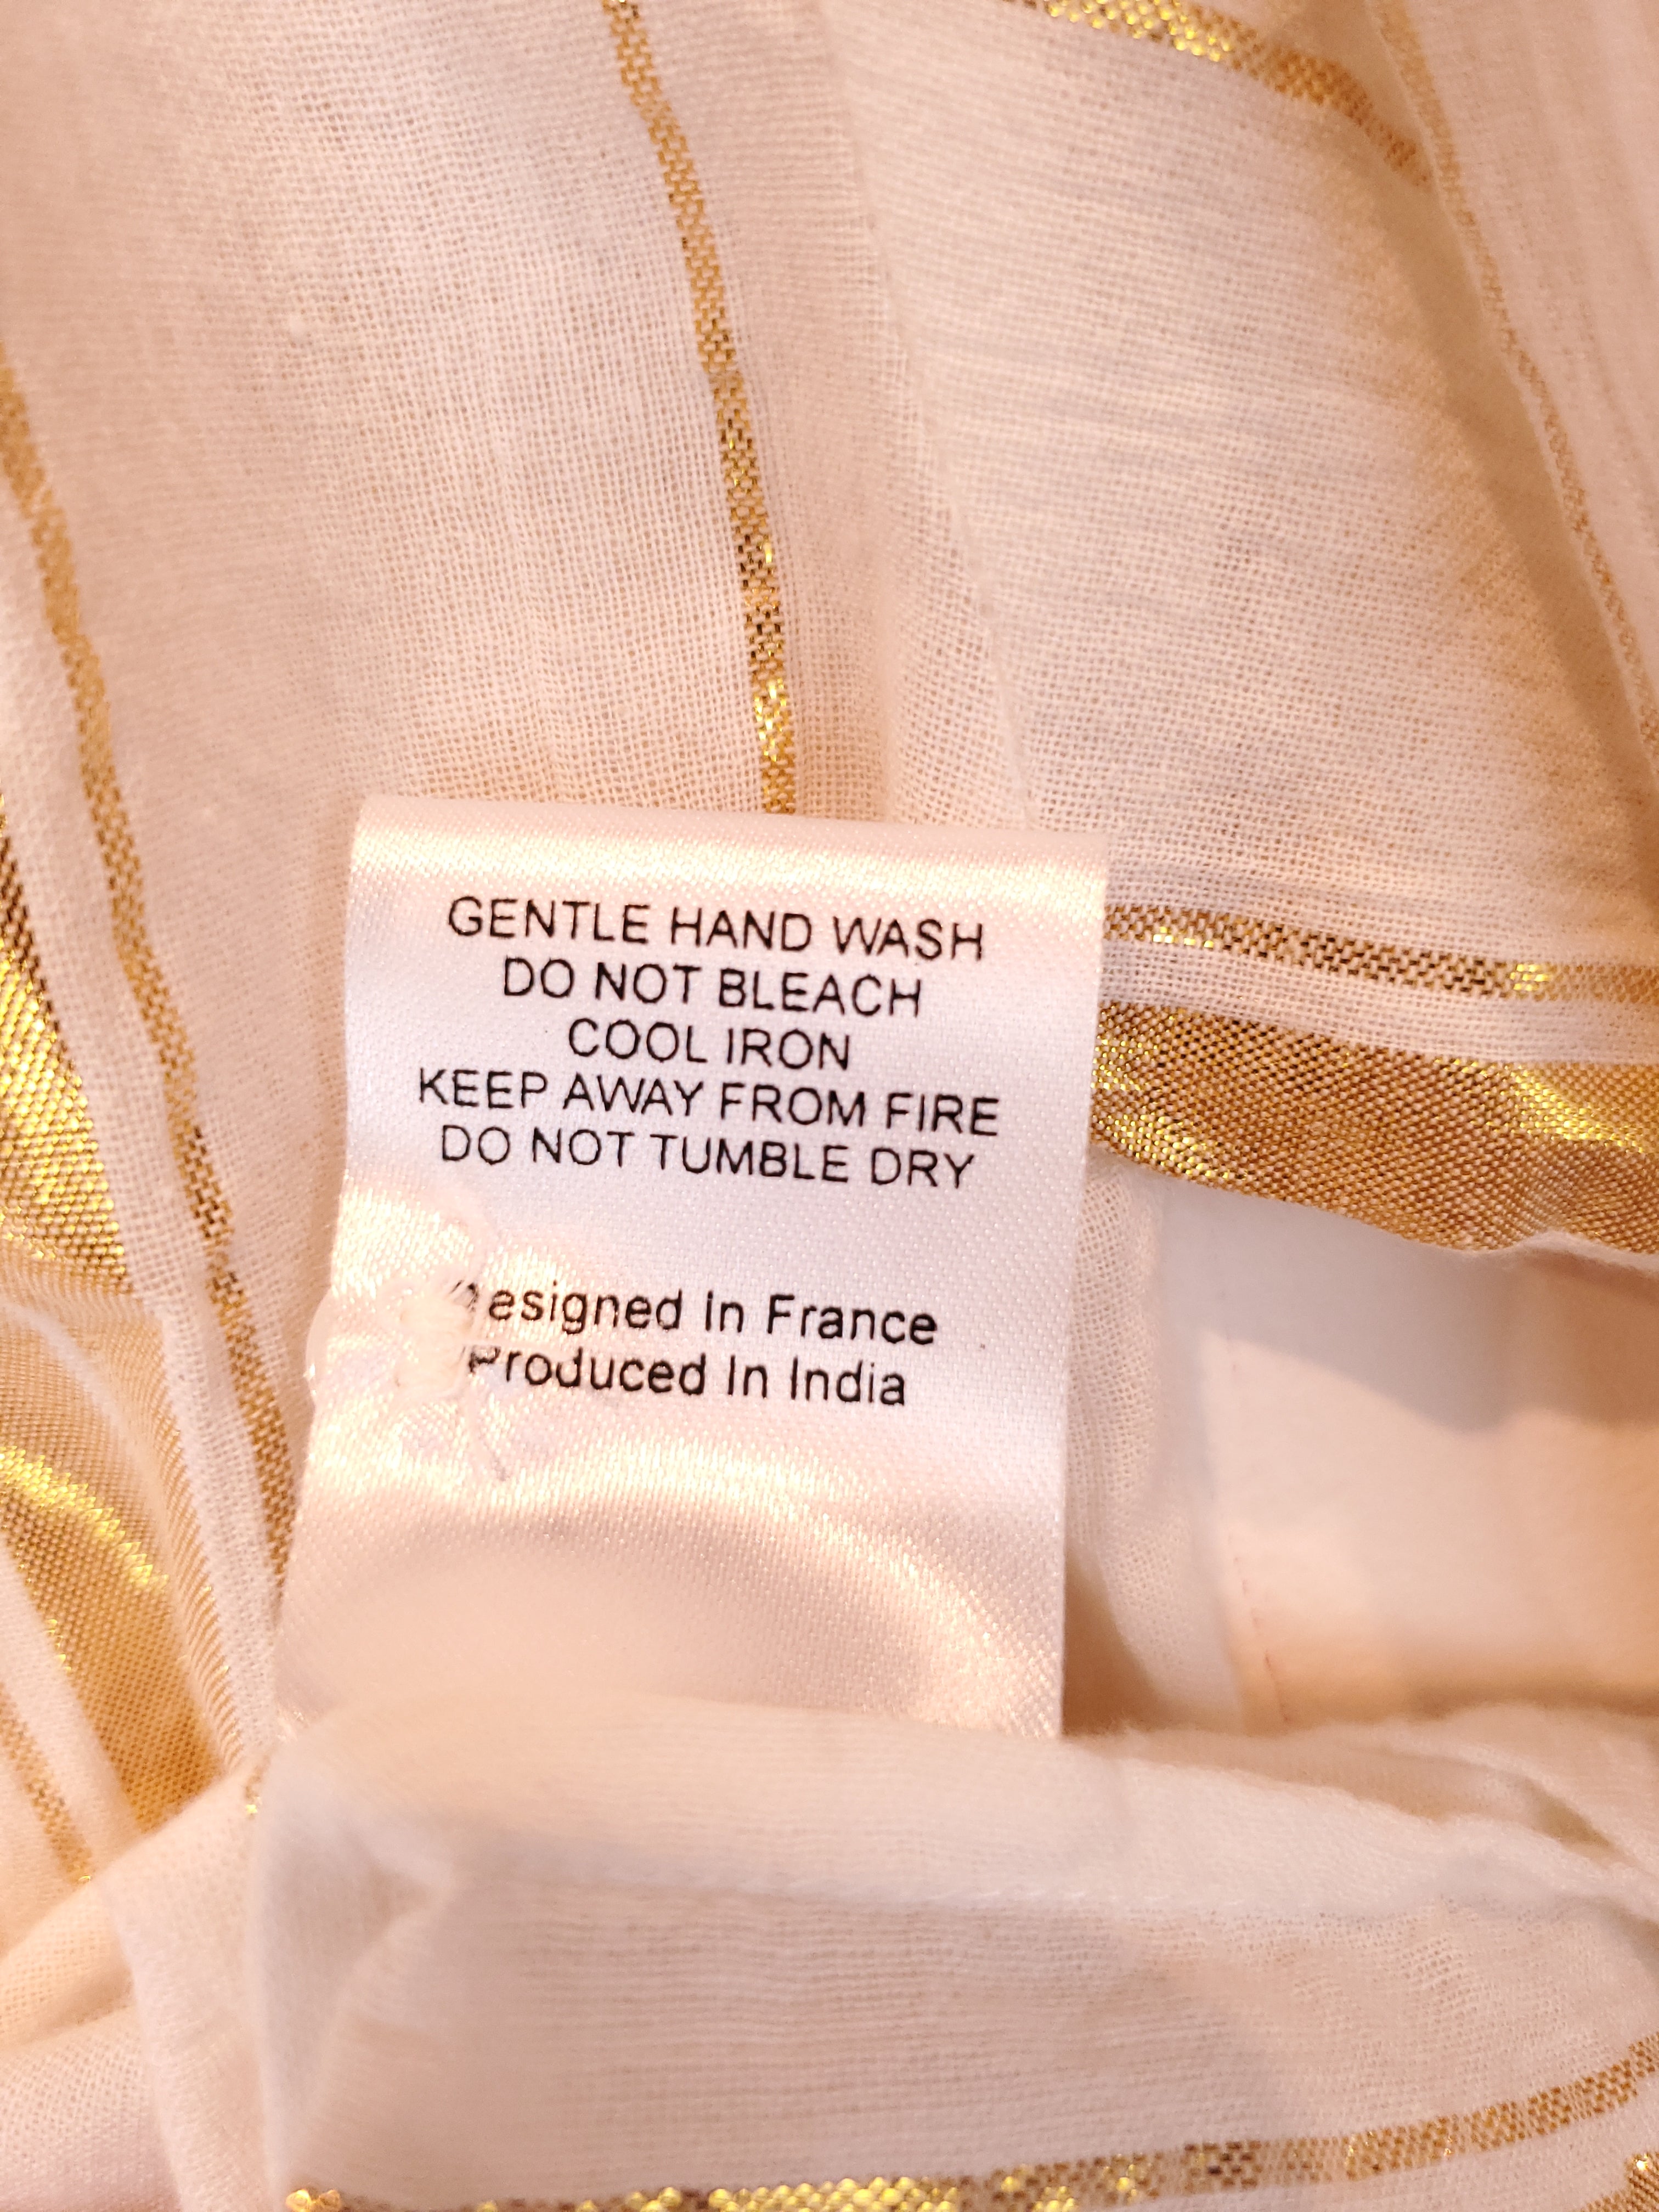 GENTLE HAND WASH
DO NOT BLEACH
COOL IRON
KEEP AWAY FROM FIRE
DO NOT TUMBLE DRY
Designed In France
Produced In India